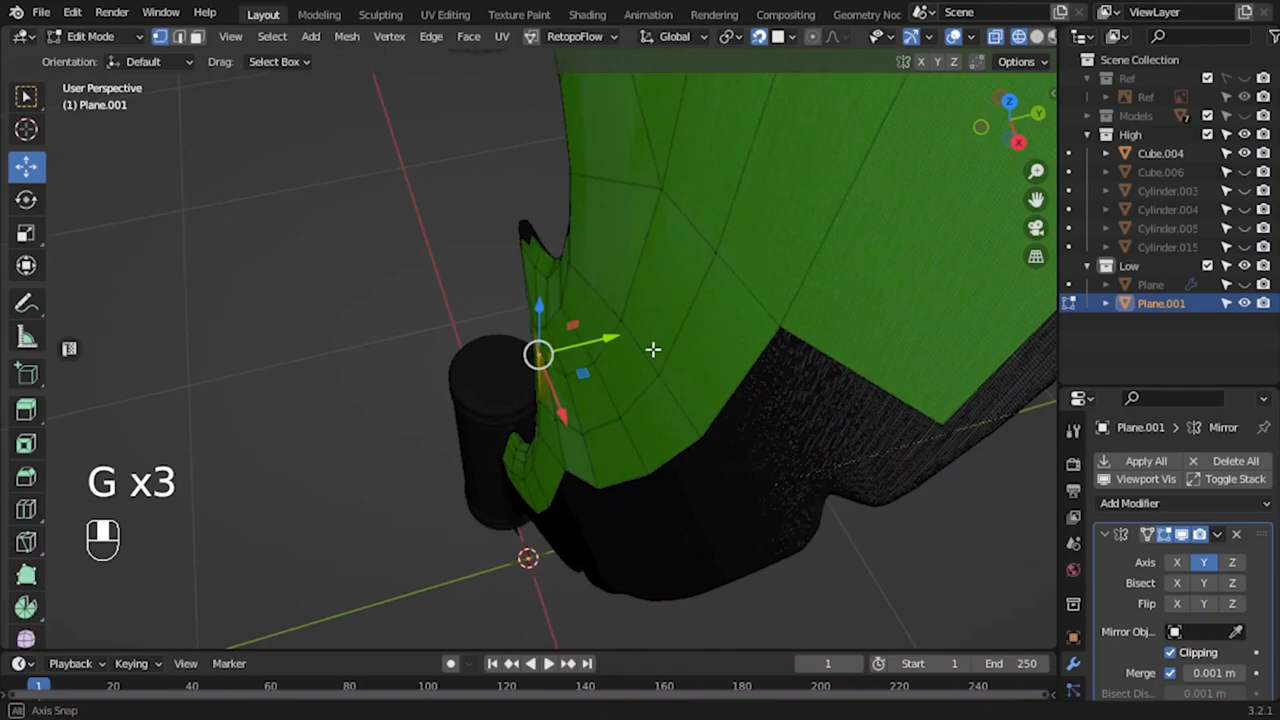 File Edit Render Window Help Layout Modeling Sculpting UV Editing Texture Paint Shading Animation Rendering Compositing Geometry Noc Scene ViewLayer
Edit Mode View Select Add Mesh Vertex Edge Face UV RetopoFlow Global
Orientation: Default Drag: Select Box X Y Z Options
User Perspective
(1) Plane.001
Z
Y
X
G x3
Scene Collection
Ref
Ref
Models
High
Cube.004
Cube.006
Cylinder.003
Cylinder.004
Cylinder.005
Cylinder.015
Low
Plane
Plane.001
Plane.001 Mirror
Apply All Delete All
Viewport Vis Toggle Stack
Add Modifier
Axis X Y Z
Bisect X Y Z
Flip X Y Z
Mirror Obj..
Clipping
Merge 0.001 m
Bisect Dis... 0.001 m
Playback Keying View Marker 1 Start 1 End 250
1 20 40 60 80 100 120 140 160 180 200 220 240
Alt Axis Snap 3.2.1